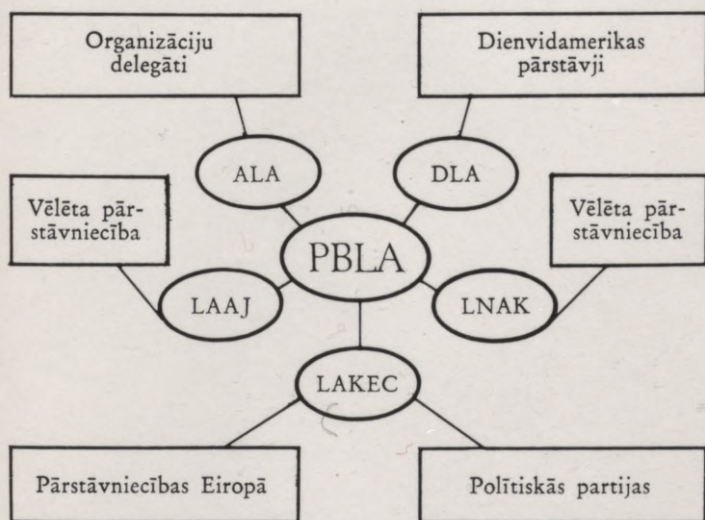 Organizāciju
delegāti
Dienvidamerikas
pārstāvji
ALA
DLA
Vēlēta pār-
stāvniecība
Vēlēta pār-
stāvniecība
PBLA
LAAJ
LNAK
LAKEC
Pārstāvniecības Eiropā
Polītiskās partijas